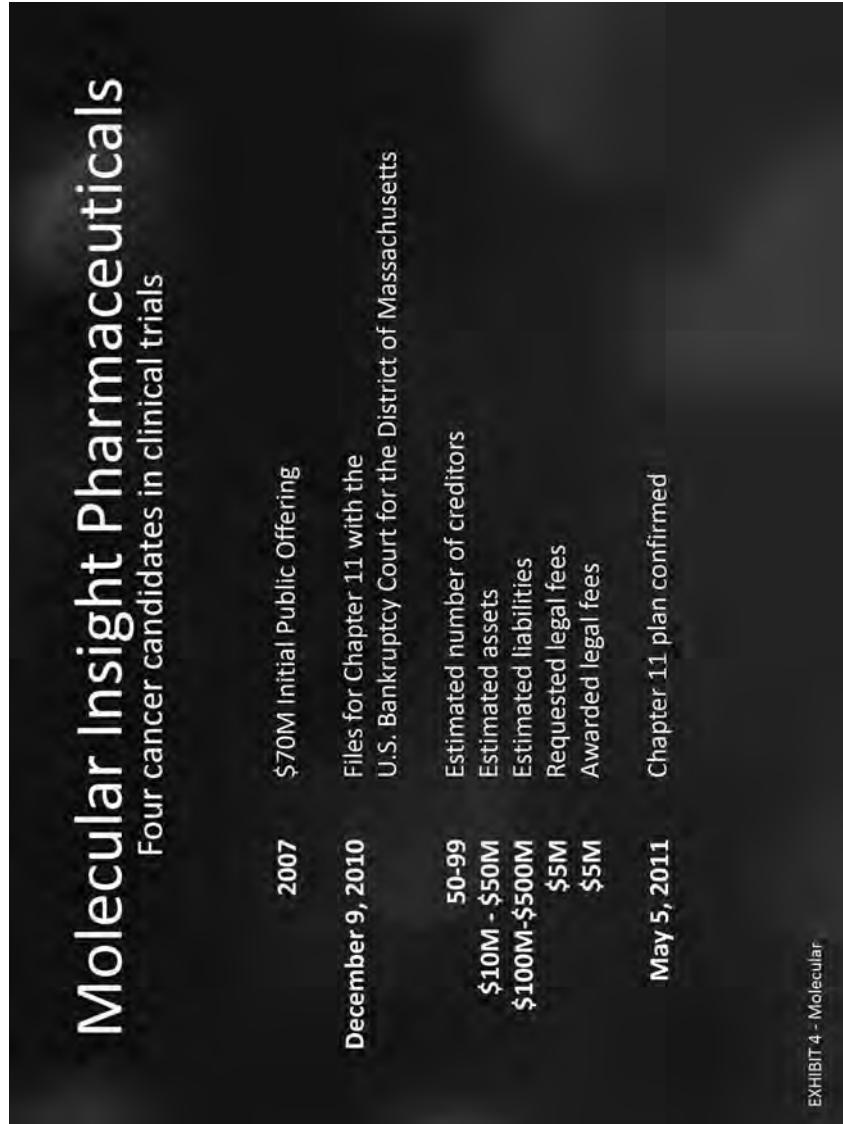 Molecular Insight Pharmaceuticals
Four cancer candidates in clinical trials
2007 $70M Initial Public Offering
December 9, 2010 Files for Chapter 11 with the
U.S. Bankruptcy Court for the District of Massachusetts
50-99 Estimated number of creditors
$10M - $50M Estimated assets
$100M-$500M Estimated liabilities
$5M Requested legal fees
$5M Awarded legal fees
May 5, 2011 Chapter 11 plan confirmed
EXHIBIT 4 - Molecular